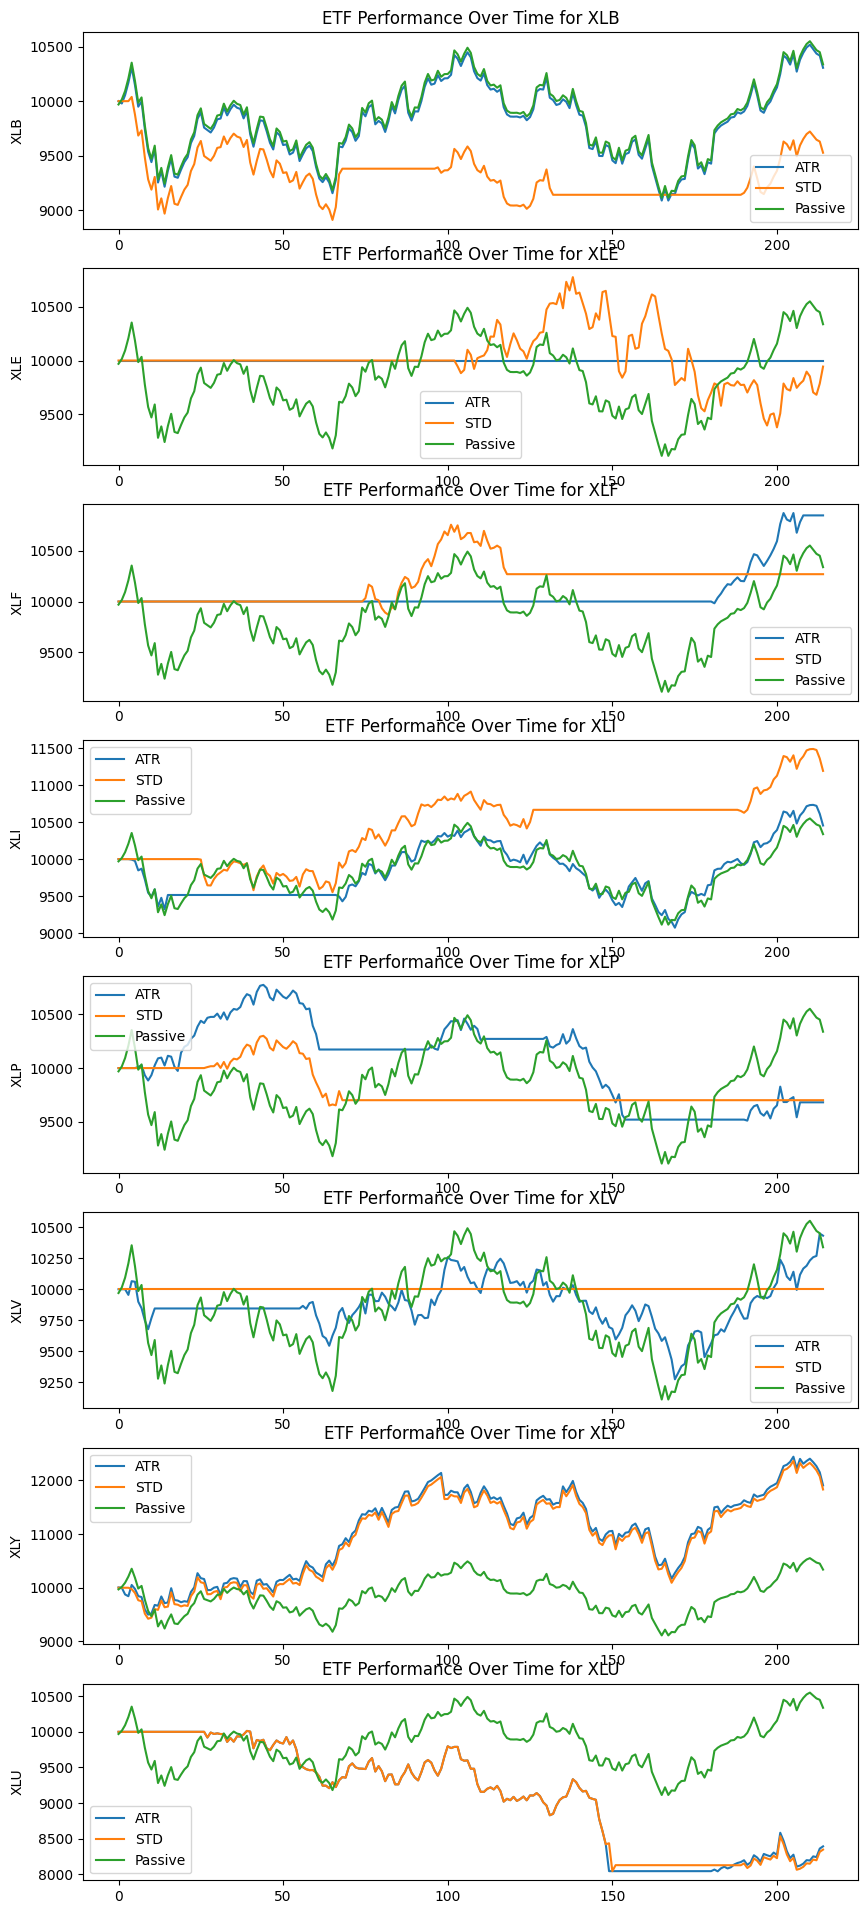 ETF Performance Over Time for XLB
10500
10000
9500
9000
XLB
ATR
STD
Passive
0 50 100 150 200
ETF Performance Over Time for XLE
10500
10000
9500
XLE
ATR
STD
Passive
0 50 100 150 200
ETF Performance Over Time for XLF
10500
10000
9500
XLF
ATR
STD
Passive
0 50 100 150 200
ETF Performance Over Time for XLI
11500
11000
10500
10000
9500
9000
XLI
ATR
STD
Passive
0 50 100 150 200
ETF Performance Over Time for XLP
10500
10000
9500
XLP
ATR
STD
Passive
0 50 100 150 200
ETF Performance Over Time for XLV
10500
10250
10000
9750
9500
9250
XLV
ATR
STD
Passive
0 50 100 150 200
ETF Performance Over Time for XLY
12000
11000
10000
9000
XLY
ATR
STD
Passive
0 50 100 150 200
ETF Performance Over Time for XLU
10500
10000
9500
9000
8500
8000
XLU
ATR
STD
Passive
0 50 100 150 200